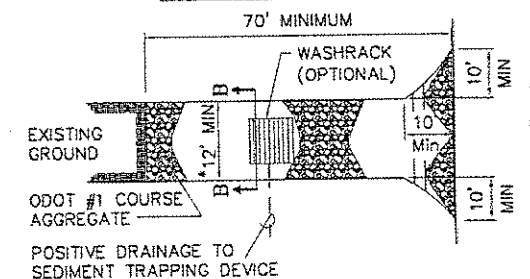 70' MINIMUM
WASHRACK
(OPTIONAL)
B
10'
MIN
EXISTING
GROUND
*12' MIN
10
Min
B
10'
MIN
ODOT #1 COURSE
AGGREGATE
POSITIVE DRAINAGE TO
SEDIMENT TRAPPING DEVICE